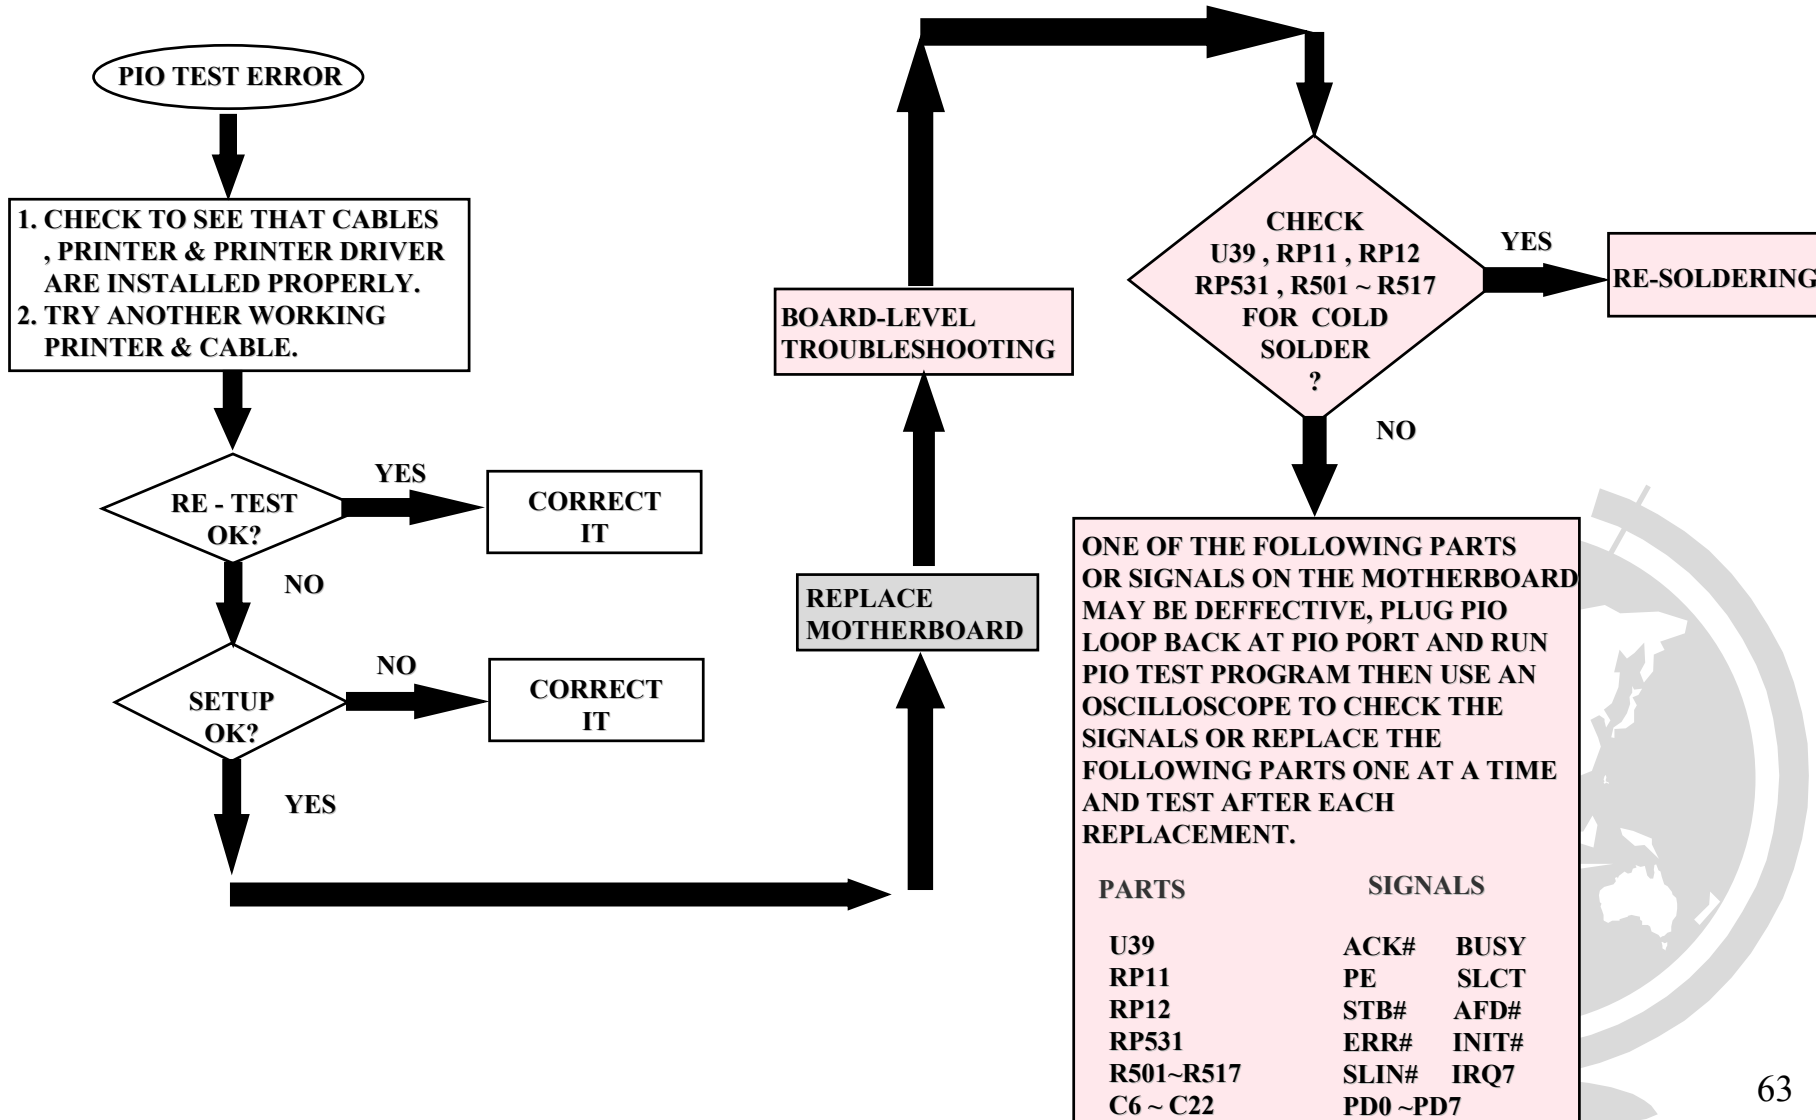 PIO TEST ERROR
1. CHECK TO SEE THAT CABLES
, PRINTER & PRINTER DRIVER
ARE INSTALLED PROPERLY.
2. TRY ANOTHER WORKING
PRINTER & CABLE.
RE - TEST
OK?
YES
CORRECT
IT
NO
SETUP
OK?
NO
CORRECT
IT
YES
REPLACE
MOTHERBOARD
BOARD-LEVEL
TROUBLESHOOTING
CHECK
U39 , RP11 , RP12
RP531 , R501 ~ R517
FOR COLD
SOLDER
?
YES
RE-SOLDERING
NO
ONE OF THE FOLLOWING PARTS
OR SIGNALS ON THE MOTHERBOARD
MAY BE DEFFECTIVE, PLUG PIO
LOOP BACK AT PIO PORT AND RUN
PIO TEST PROGRAM THEN USE AN
OSCILLOSCOPE TO CHECK THE
SIGNALS OR REPLACE THE
FOLLOWING PARTS ONE AT A TIME
AND TEST AFTER EACH
REPLACEMENT.
PARTS SIGNALS
U39 ACK# BUSY
RP11 PE SLCT
RP12 STB# AFD#
RP531 ERR# INIT#
R501~R517 SLIN# IRQ7
C6 ~ C22 PD0 ~PD7
63